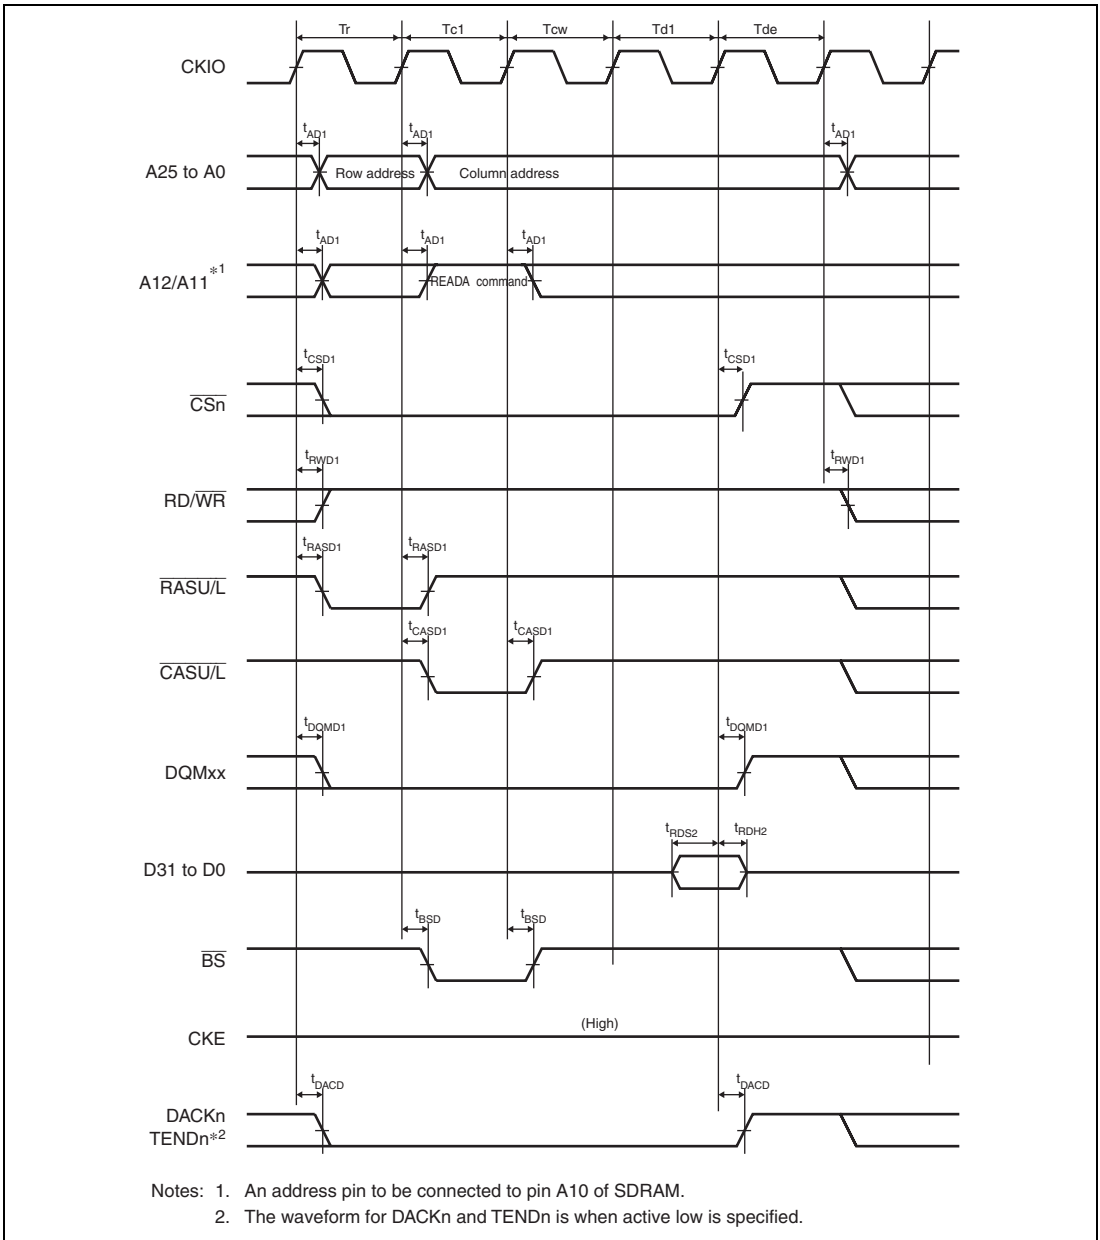 Tr Tc1 Tcw Td1 Tde
CKIO
tAD1 tAD1 tAD1
A25 to A0 Row address Column address
tAD1 tAD1 tAD1
A12/A11*1 READA command
tCSD1 tCSD1
CSn
tRWD1 tRWD1
RD/WR
tRASD1 tRASD1
RASU/L
tCASD1 tCASD1
CASU/L
tDQMD1 tDQMD1
DQMxx
tRDS2 tRDH2
D31 to D0
tBSD tBSD
BS
(High)
CKE
tDACD tDACD
DACKn
TENDn*2
Notes: 1. An address pin to be connected to pin A10 of SDRAM.
2. The waveform for DACKn and TENDn is when active low is specified.